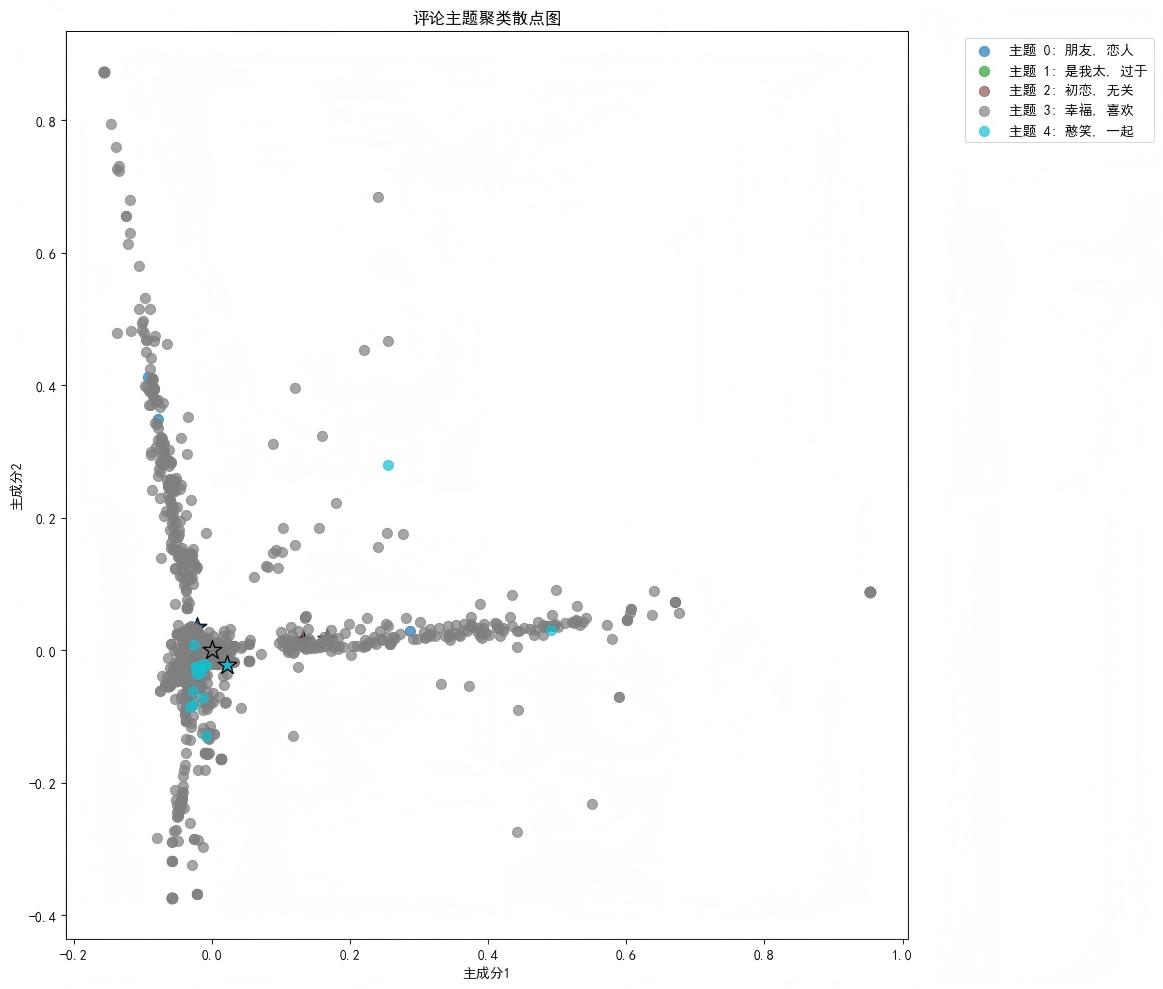 评论主题聚类散点图
主题 0: 朋友, 恋人
主题 1: 是我太, 过于
主题 2: 初恋, 无关
主题 3: 幸福, 喜欢
主题 4: 憨笑, 一起
0.8
0.6
0.4
0.2
0.0
−0.2
−0.4
主成分2
−0.2
0.0
0.2
0.4
0.6
0.8
1.0
主成分1